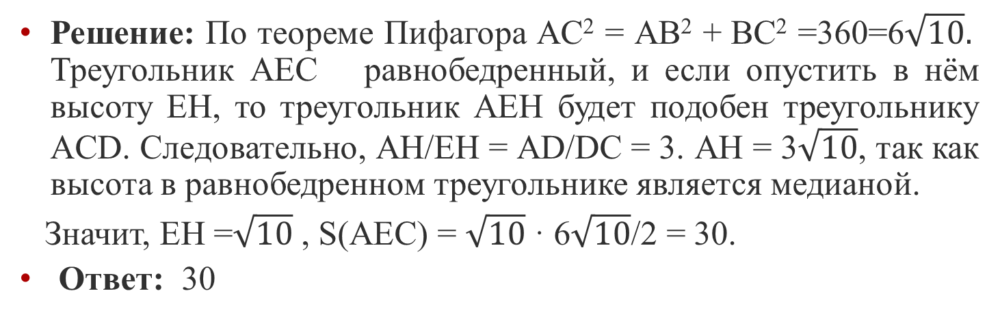 • Решение: По теореме Пифагора AC² = AB² + BC² =360=6√10.
Треугольник AEC равнобедренный, и если опустить в нём
высоту EH, то треугольник AEH будет подобен треугольнику
ACD. Следовательно, AH/EH = AD/DC = 3. AH = 3√10, так как
высота в равнобедренном треугольнике является медианой.
Значит, EH =√10 , S(AEC) = √10 · 6√10/2 = 30.
• Ответ: 30